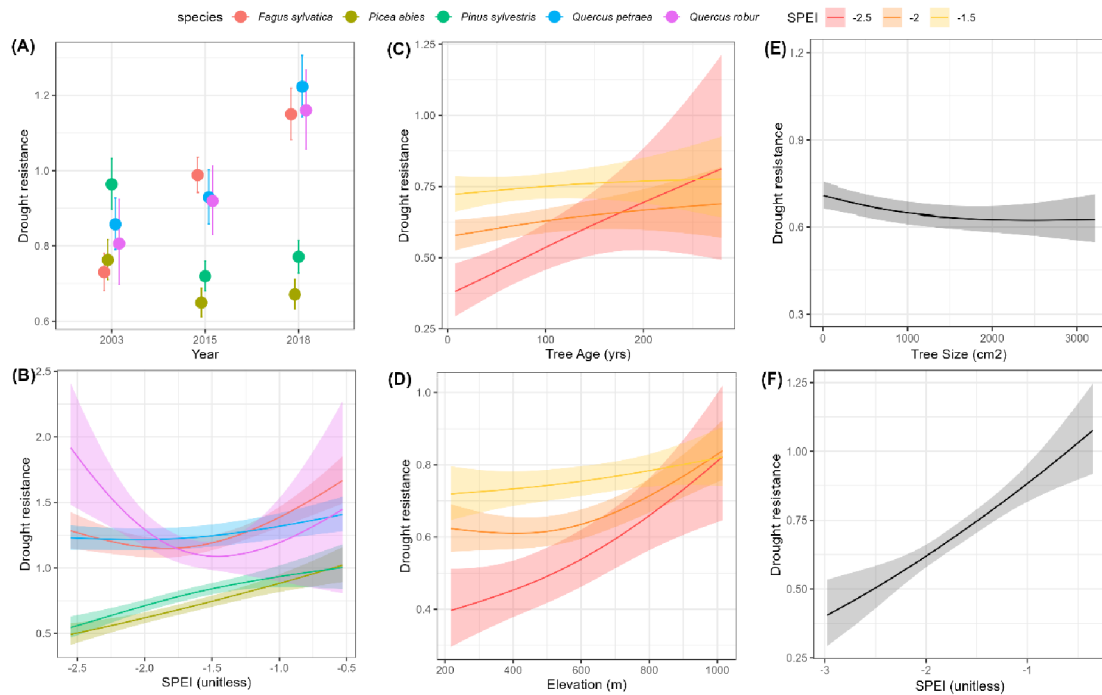 species Fagus sylvatica Picea abies Pinus sylvestris Quercus petraea Quercus robur SPEI -2.5 -2 -1.5
(A)
Drought resistance
1.2
1.0
0.8
0.6
2003 2015 2018
Year
(C)
Drought resistance
1.25
1.00
0.75
0.50
0.25
0 100 200
Tree Age (yrs)
(E)
Drought resistance
1.2
0.9
0.6
0.3
0 1000 2000 3000
Tree Size (cm2)
(B)
Drought resistance
2.5
2.0
1.5
1.0
0.5
-2.5 -2.0 -1.5 -1.0 -0.5
SPEI (unitless)
(D)
Drought resistance
1.0
0.8
0.6
0.4
200 400 600 800 1000
Elevation (m)
(F)
Drought resistance
1.25
1.00
0.75
0.50
0.25
-3 -2 -1
SPEI (unitless)